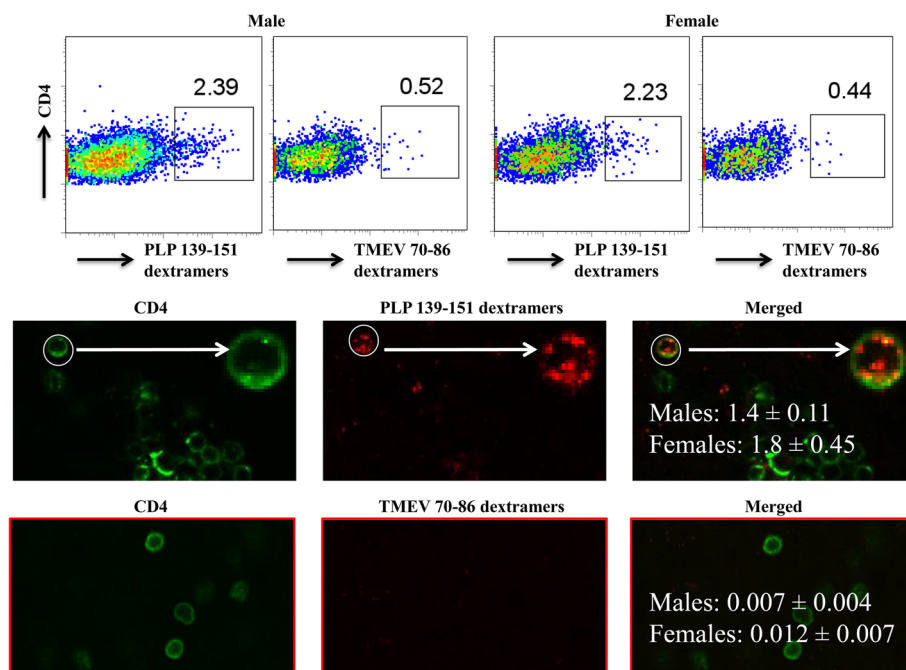 Male
Female
2.39
0.52
2.23
0.44
CD4
PLP 139-151
dextramers
TMEV 70-86
dextramers
PLP 139-151
dextramers
TMEV 70-86
dextramers
CD4
PLP 139-151 dextramers
Merged
Males: 1.4 ± 0.11
Females: 1.8 ± 0.45
CD4
TMEV 70-86 dextramers
Merged
Males: 0.007 ± 0.004
Females: 0.012 ± 0.007